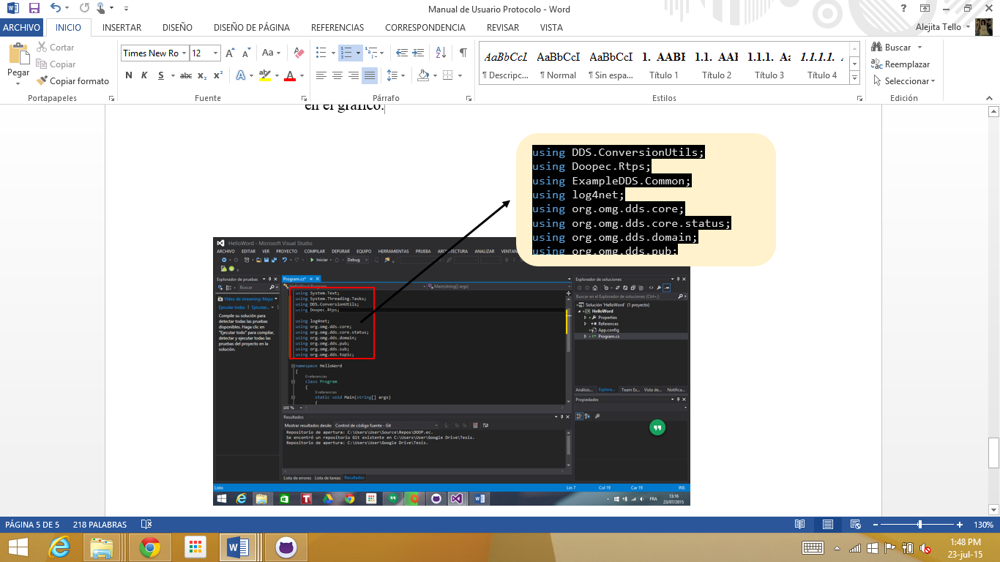 Manual de Usuario Protocolo - Word
ARCHIVO INICIO INSERTAR DISEÑO DISEÑO DE PÁGINA REFERENCIAS CORRESPONDENCIA REVISAR VISTA
Alejita Tello
Pegar
Cortar
Copiar
Copiar formato
Portapapeles
Times New Ro 12
N K S abc x₂ x²
Fuente
Párrafo
AaBbCcI AaBbCcI AaBbCcI 1. AABI 1.1. AAI 1.1.1. Aa 1.1.1.1.
¶ Descripc... ¶ Normal ¶ Sin espa... Título 1 Título 2 Título 3 Título 4
Estilos
Buscar
Reemplazar
Seleccionar
Edición
en el gráfico.
using DDS.ConversionUtils;
using Doopec.Rtps;
using ExampleDDS.Common;
using log4net;
using org.omg.dds.core;
using org.omg.dds.core.status;
using org.omg.dds.domain;
using org.omg.dds.pub;
HelloWord - Microsoft Visual Studio
ARCHIVO EDITAR VER PROYECTO COMPILAR DEPURAR EQUIPO HERRAMIENTAS PRUEBA ARQUITECTURA ANALIZAR VENTAN
Iniciar Debug
Explorador de pruebas
Buscar
Vídeo de streaming: Mejor
Ejecutar todas Ejecutar...
Compile su solución para
detectar todas las pruebas
disponibles. Haga clic en
"Ejecutar todo" para compilar,
detectar y ejecutar todas las
pruebas del proyecto en la
solución.
Program.cs*
HelloWord.Program Main(string[] args)
using System.Text;
using System.Threading.Tasks;
using DDS.ConversionUtils;
using Doopec.Rtps;
using log4net;
using org.omg.dds.core;
using org.omg.dds.core.status;
using org.omg.dds.domain;
using org.omg.dds.pub;
using org.omg.dds.sub;
using org.omg.dds.topic;
namespace HelloWord
{
0 referencias
class Program
{
0 referencias
static void Main(string[] args)
{
100 %
Resultados
Mostrar resultados desde: Control de código fuente - Git
Repositorio de apertura: C:\Users\User\Source\Repos\DOOP.ec.
Se encontró un repositorio Git existente en C:\Users\User\Google Drive\Tesis.
Repositorio de apertura: C:\Users\User\Google Drive\Tesis.
Lista de errores Lista de tareas Resultados
Explorador de soluciones
Buscar en el Explorador de soluciones (Ctrl+;)
Solución 'HelloWord' (1 proyecto)
HelloWord
Properties
References
App.config
Program.cs
Análisis... Explora... Team Ex... Vista de... Notifica...
Propiedades
Listo Lín 7 Col 19 Car 19 INS
FRA 13:16
23/07/2015
PÁGINA 5 DE 5 218 PALABRAS 130%
1:48 PM
23-jul-15